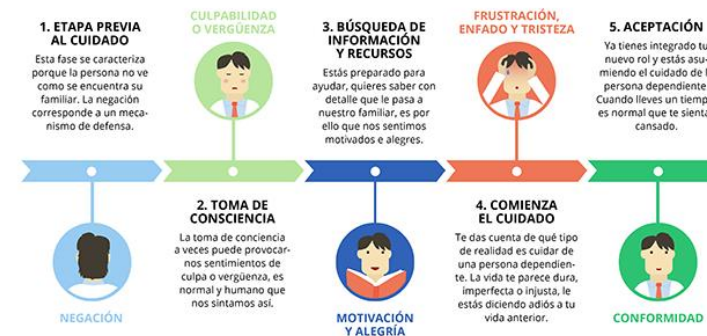 1. ETAPA PREVIA
AL CUIDADO
Esta fase se caracteriza
porque la persona no ve
como se encuentra su
familiar. La negación
corresponde a un meca-
nismo de defensa.
NEGACIÓN
CULPABILIDAD
O VERGÜENZA
2. TOMA DE
CONSCIENCIA
La toma de conciencia
a veces puede provocar-
nos sentimientos de
culpa o vergüenza, es
normal y humano que
nos sintamos así.
3. BÚSQUEDA DE
INFORMACIÓN
Y RECURSOS
Estás preparado para
ayudar, quieres saber con
detalle que le pasa a
nuestro familiar, es por
ello que nos sentimos
motivados e alegres.
MOTIVACIÓN
Y ALEGRÍA
FRUSTRACIÓN,
ENFADO Y TRISTEZA
4. COMIENZA
EL CUIDADO
Te das cuenta de qué tipo
de realidad es cuidar de
una persona dependien-
te. La vida te parece dura,
imperfecta o injusta, le
estás diciendo adiós a tu
vida anterior.
5. ACEPTACIÓN
Ya tienes integrado tu
nuevo rol y estás asu-
miendo el cuidado de
persona dependiente
Cuando lleves un tiemp
es normal que te sienta
cansado.
CONFORMIDAD